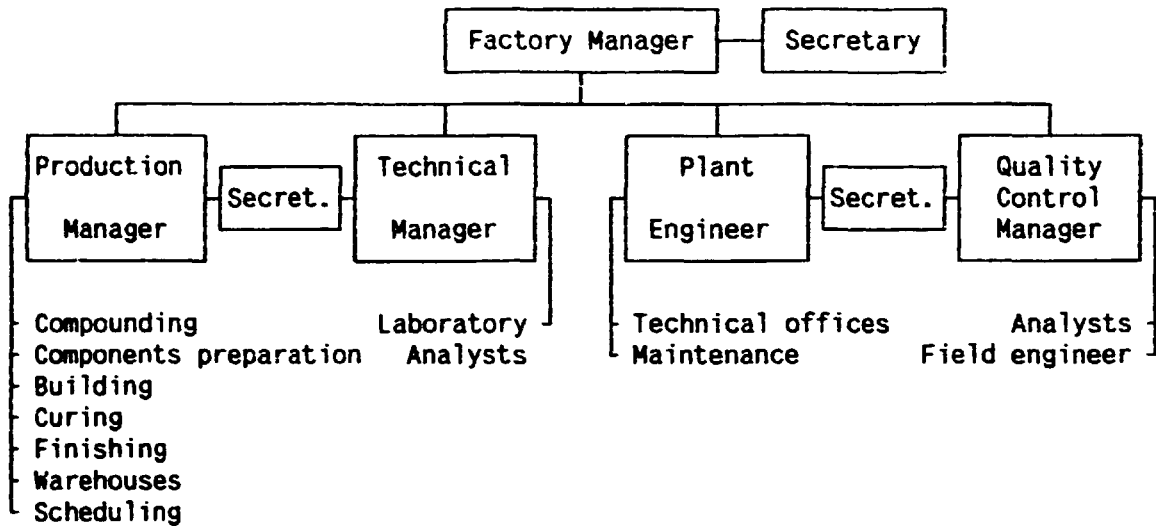 Factory Manager
Secretary
Production
Manager
Secret.
Technical
Manager
Plant
Engineer
Secret.
Quality
Control
Manager
Compounding
Components preparation
Building
Curing
Finishing
Warehouses
Scheduling
Laboratory
Analysts
Technical offices
Maintenance
Analysts
Field engineer